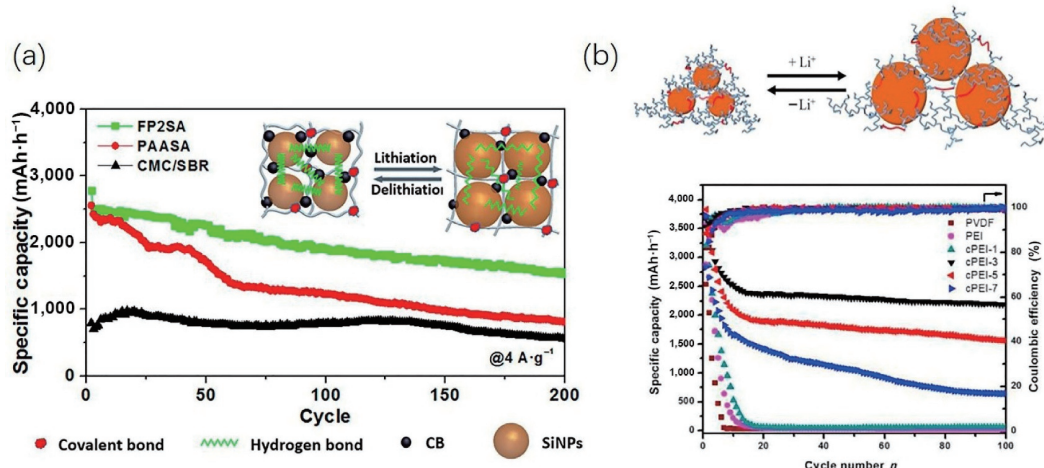 (a)
Specific capacity (mAh·h⁻¹)
4,000
3,000
2,000
1,000
0
FP2SA
PAASA
CMC/SBR
Lithiation
Delithiation
@4 A·g⁻¹
0 50 100 150 200
Cycle
Covalent bond Hydrogen bond CB SiNPs
(b)
+ Li⁺
− Li⁺
Specific capacity (mAh·h⁻¹)
4,000
3,500
3,000
2,500
2,000
1,500
1,000
500
0
PVDF
PEI
cPEI-1
cPEI-3
cPEI-5
cPEI-7
100
80
60
40
20
0
Coulombic efficiency (%)
0 20 40 60 80 100
Cycle number n